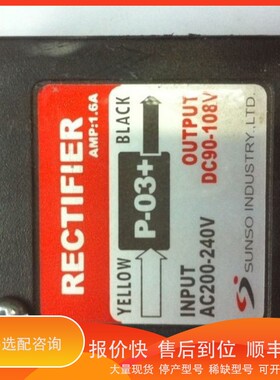 RECTIFIER
AMP:1.6A
YELLOW
P-03+
BLACK
INPUT
AC200-240V
OUTPUT
DC90-108V
SUNSO INDUSTRY.,LTD.
选配咨询
报价快 售后到位 顺丰
大量现货 停产型号 稀缺型号 可开